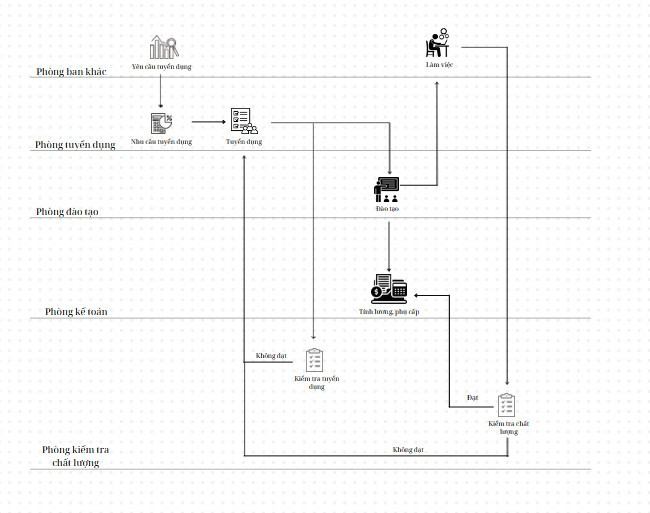 Yêu cầu tuyển dụng
Làm việc
Phòng ban khác
Nhu cầu tuyển dụng
Tuyển dụng
Phòng tuyển dụng
Đào tạo
Phòng đào tạo
Tính lương, phụ cấp
Phòng kế toán
Không đạt
Kiểm tra tuyển
dụng
Đạt
Kiểm tra chất
lượng
Không đạt
Phòng kiểm tra
chất lượng